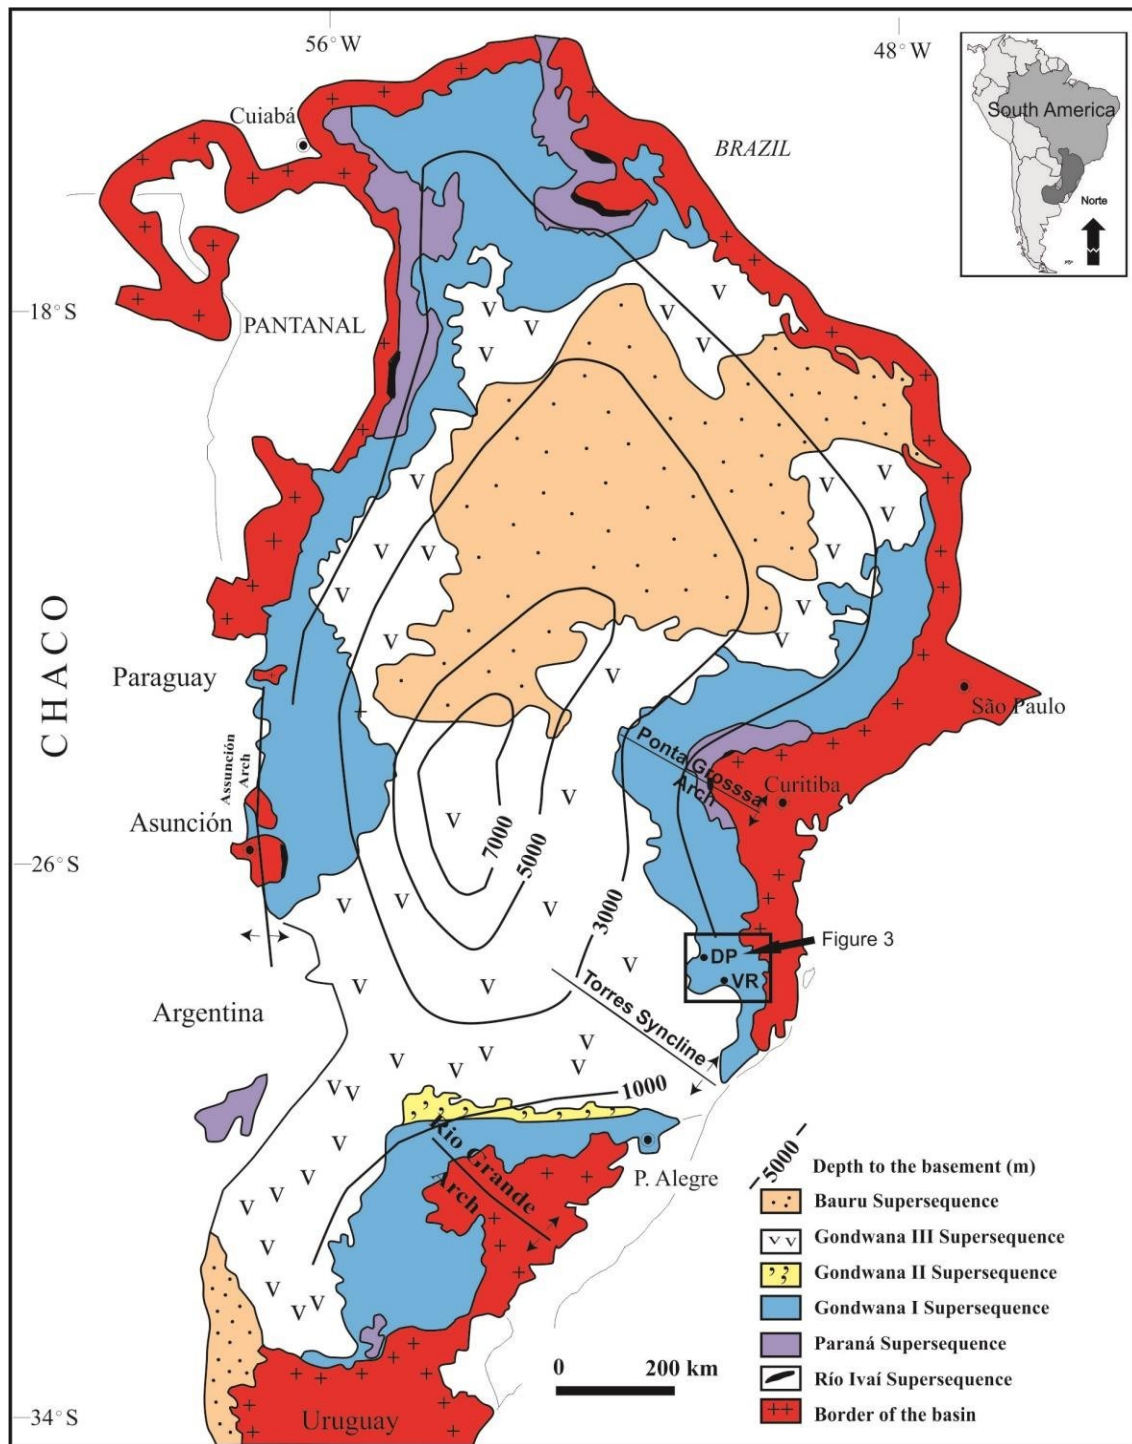 56°W
48°W
Cuiabá
BRAZIL
South America
Norte
18°S
PANTANAL
CHACO
Paraguay
Assunción
Arch
Asunción
São Paulo
Ponta Grosssa
Arch
Curitiba
26°S
7000
5000
3000
Figure 3
DP
VR
Torres Syncline
Argentina
1000
Rio Grande
Arch
P. Alegre
5000
Depth to the basement (m)
Bauru Supersequence
v v
Gondwana III Supersequence
Gondwana II Supersequence
Gondwana I Supersequence
Paraná Supersequence
Río Ivaí Supersequence
++
Border of the basin
0
200 km
34°S
Uruguay